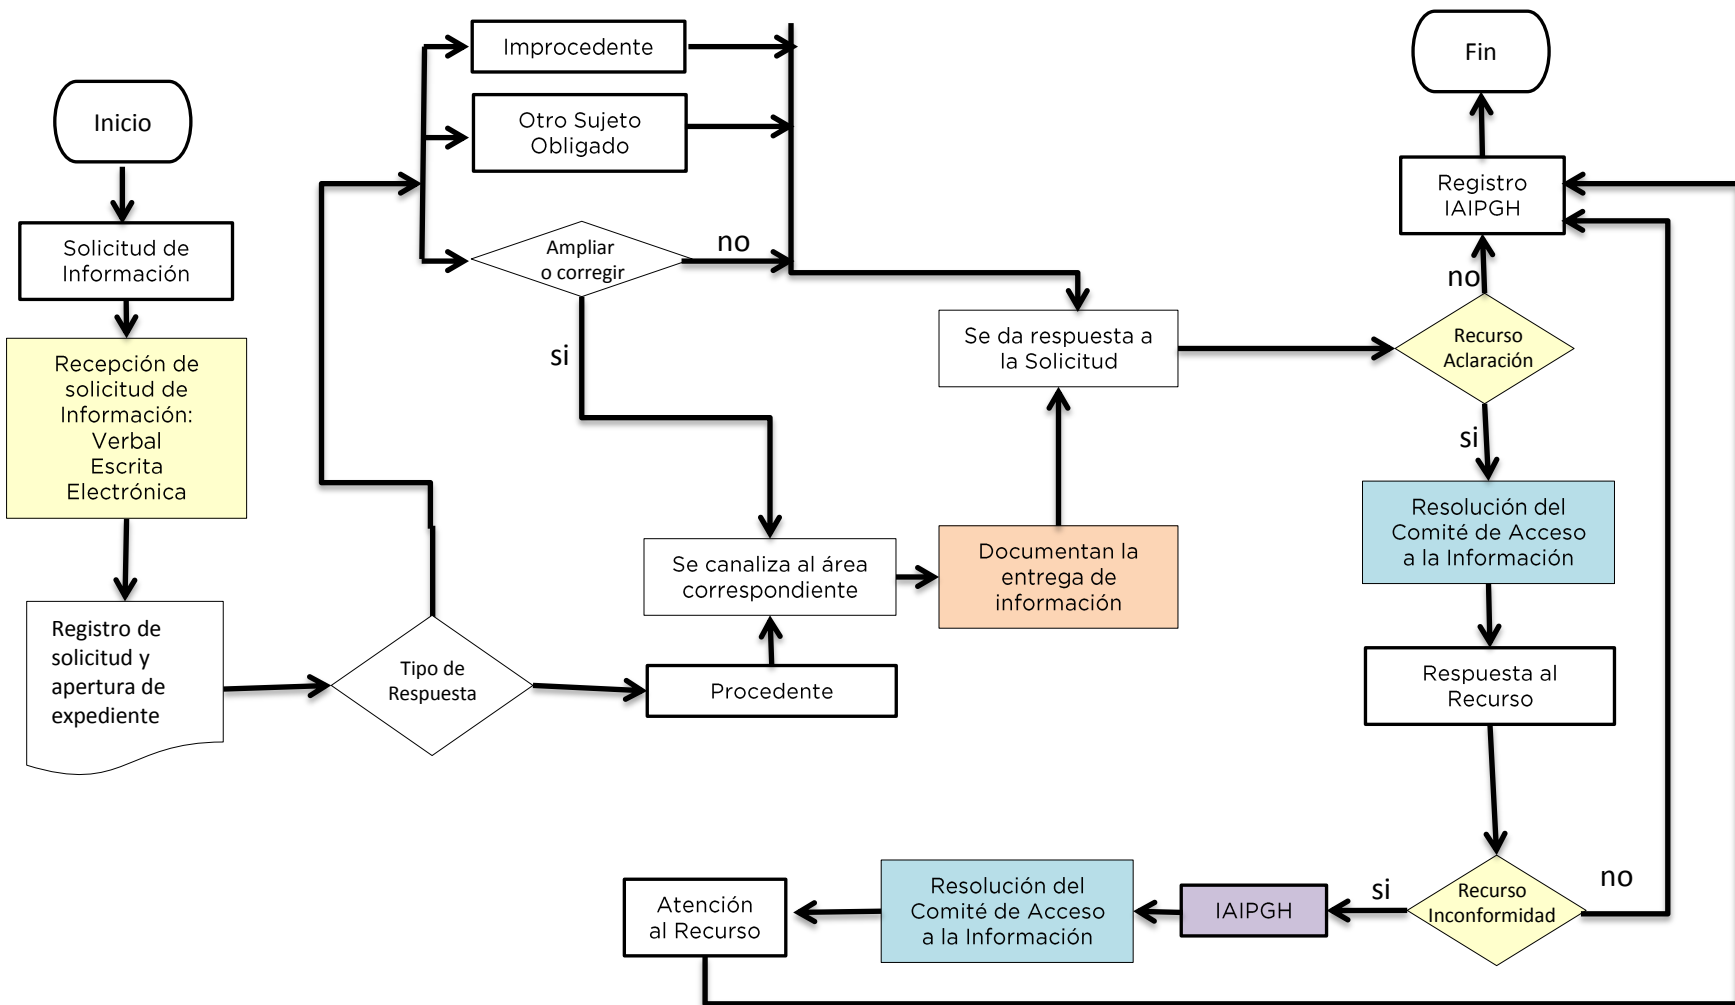 Inicio
Solicitud de
Información
Recepción de
solicitud de
Información:
Verbal
Escrita
Electrónica
Registro de
solicitud y
apertura de
expediente
Tipo de
Respuesta
Improcedente
Otro Sujeto
Obligado
Ampliar
o corregir
no
si
Procedente
Se canaliza al área
correspondiente
Documentan la
entrega de
información
Se da respuesta a
la Solicitud
Recurso
Aclaración
no
si
Registro
IAIPGH
Fin
Resolución del
Comité de Acceso
a la Información
Respuesta al
Recurso
Recurso
Inconformidad
no
si
IAIPGH
Resolución del
Comité de Acceso
a la Información
Atención
al Recurso